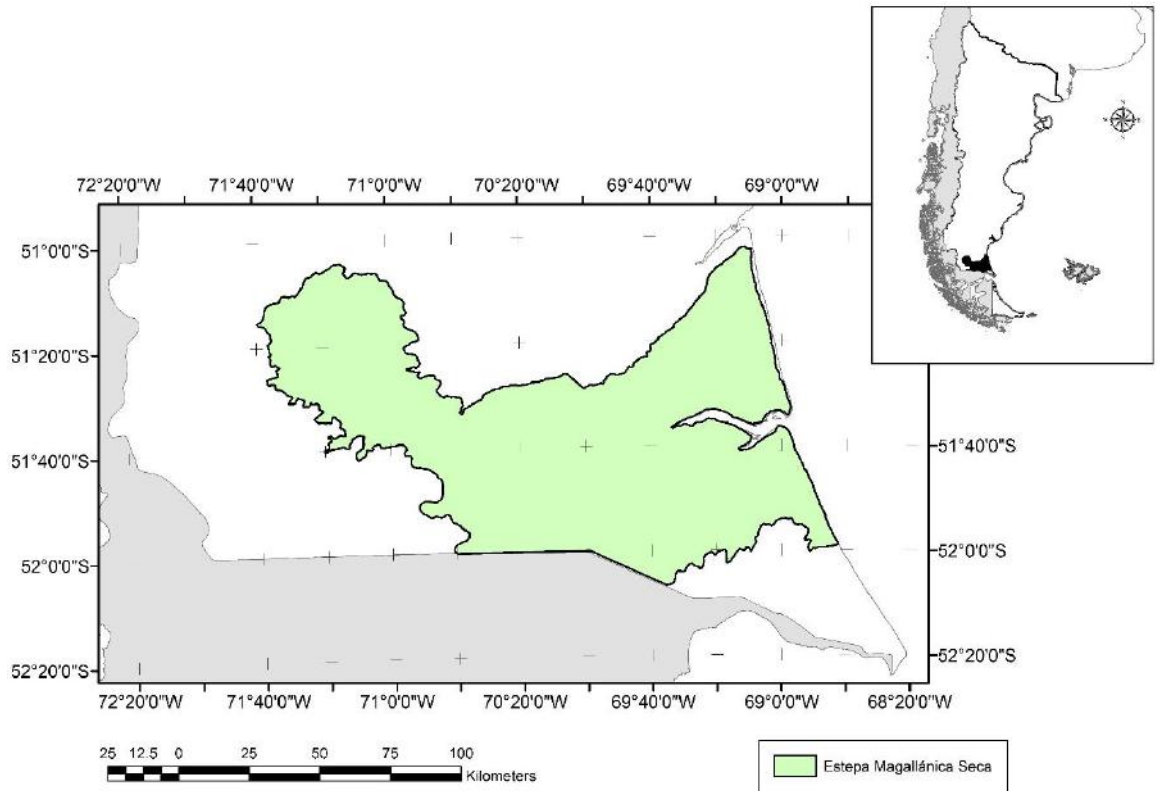 72°20'0"W 71°40'0"W 71°0'0"W 70°20'0"W 69°40'0"W 69°0'0"W
51°0'0"S
51°20'0"S
51°40'0"S 51°40'0"S
52°0'0"S 52°0'0"S
52°20'0"S 52°20'0"S
72°20'0"W 71°40'0"W 71°0'0"W 70°20'0"W 69°40'0"W 69°0'0"W 68°20'0"W
25 12.5 0 25 50 75 100
Kilometers
Estepa Magallánica Seca